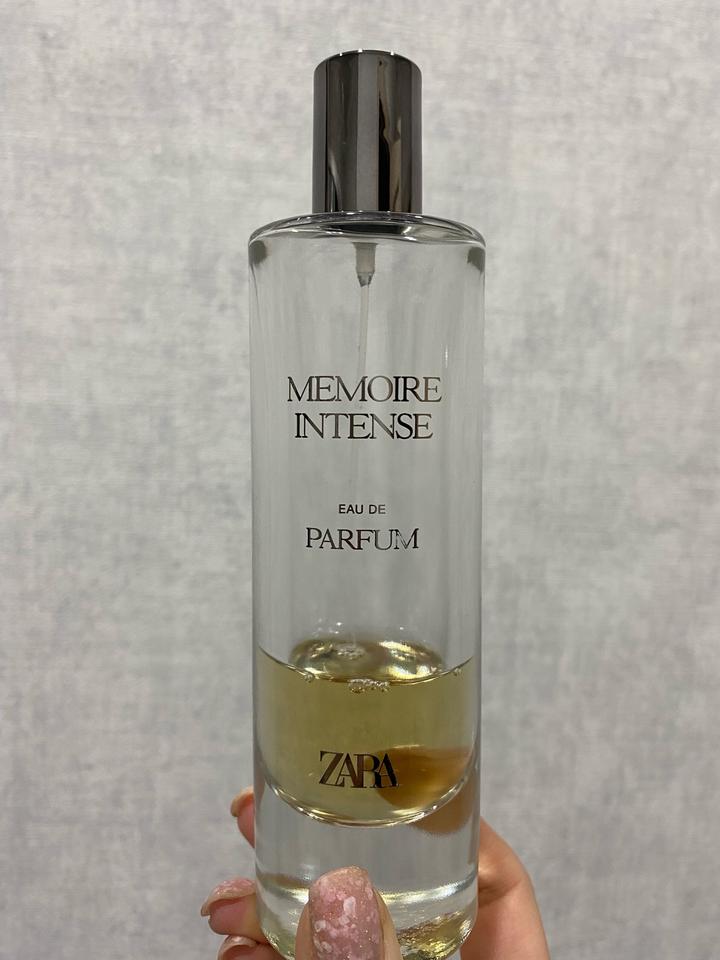 MEMOIRE
INTENSE
EAU DE
PARFUM
ZARA